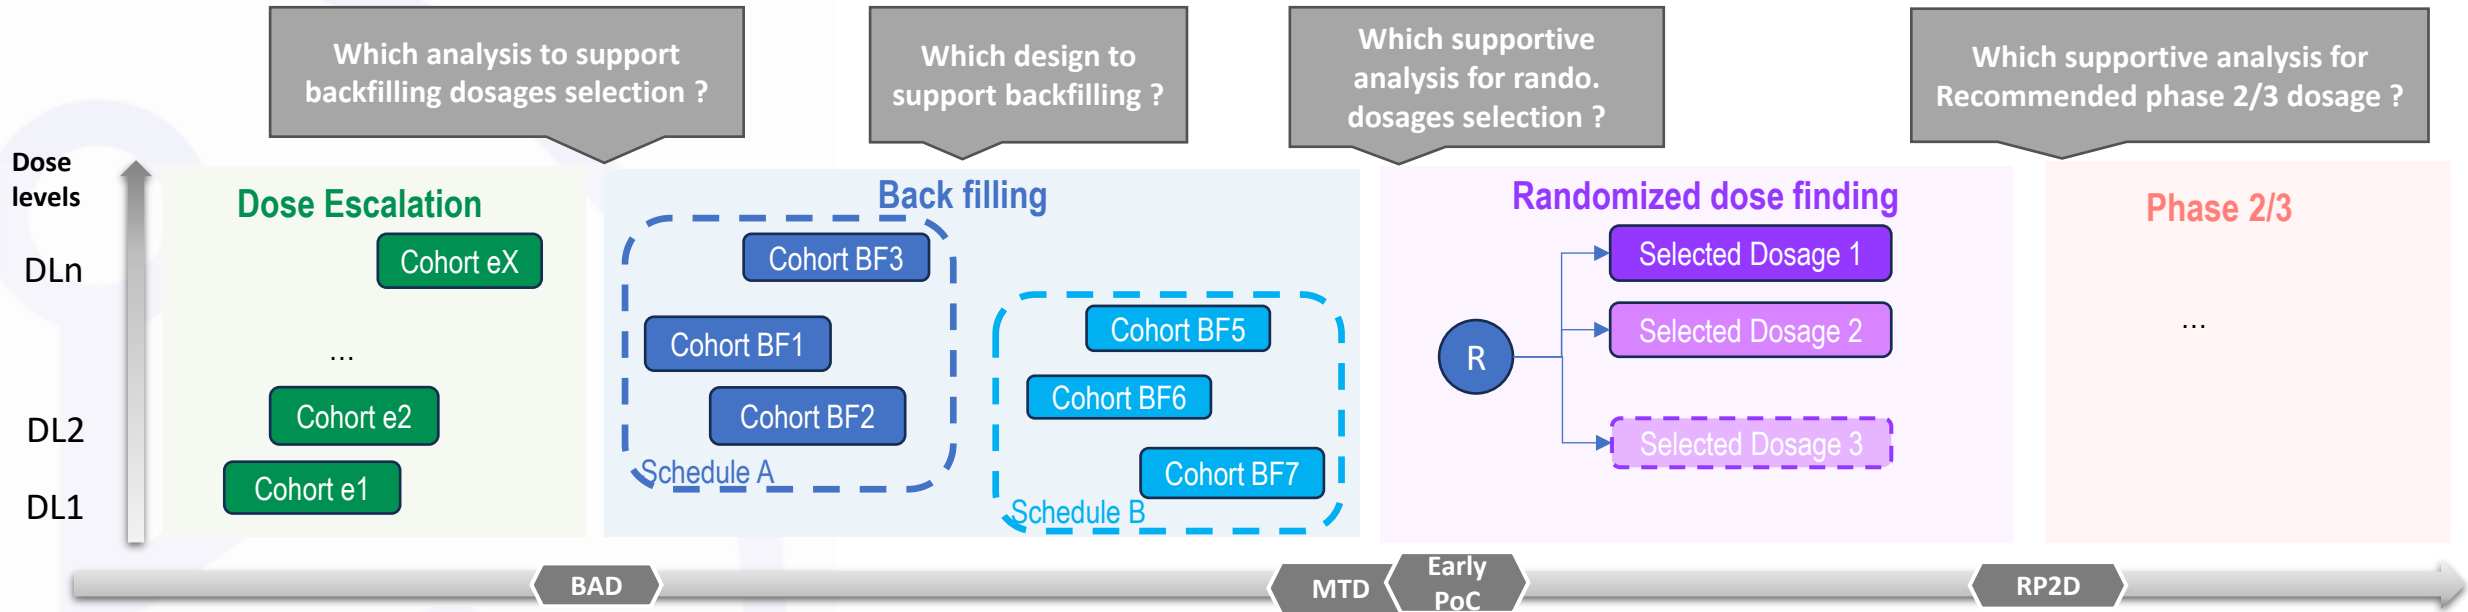 Which analysis to support
backfilling dosages selection ?
Which design to
support backfilling ?
Which supportive
analysis for rando.
dosages selection ?
Which supportive analysis for
Recommended phase 2/3 dosage ?
Dose
levels
DLn
DL2
DL1
Dose Escalation
Cohort eX
...
Cohort e2
Cohort e1
Back filling
Cohort BF3
Cohort BF1
Cohort BF2
Schedule A
Cohort BF5
Cohort BF6
Cohort BF7
Schedule B
Randomized dose finding
R
Selected Dosage 1
Selected Dosage 2
Selected Dosage 3
Phase 2/3
...
BAD
MTD
Early
PoC
RP2D